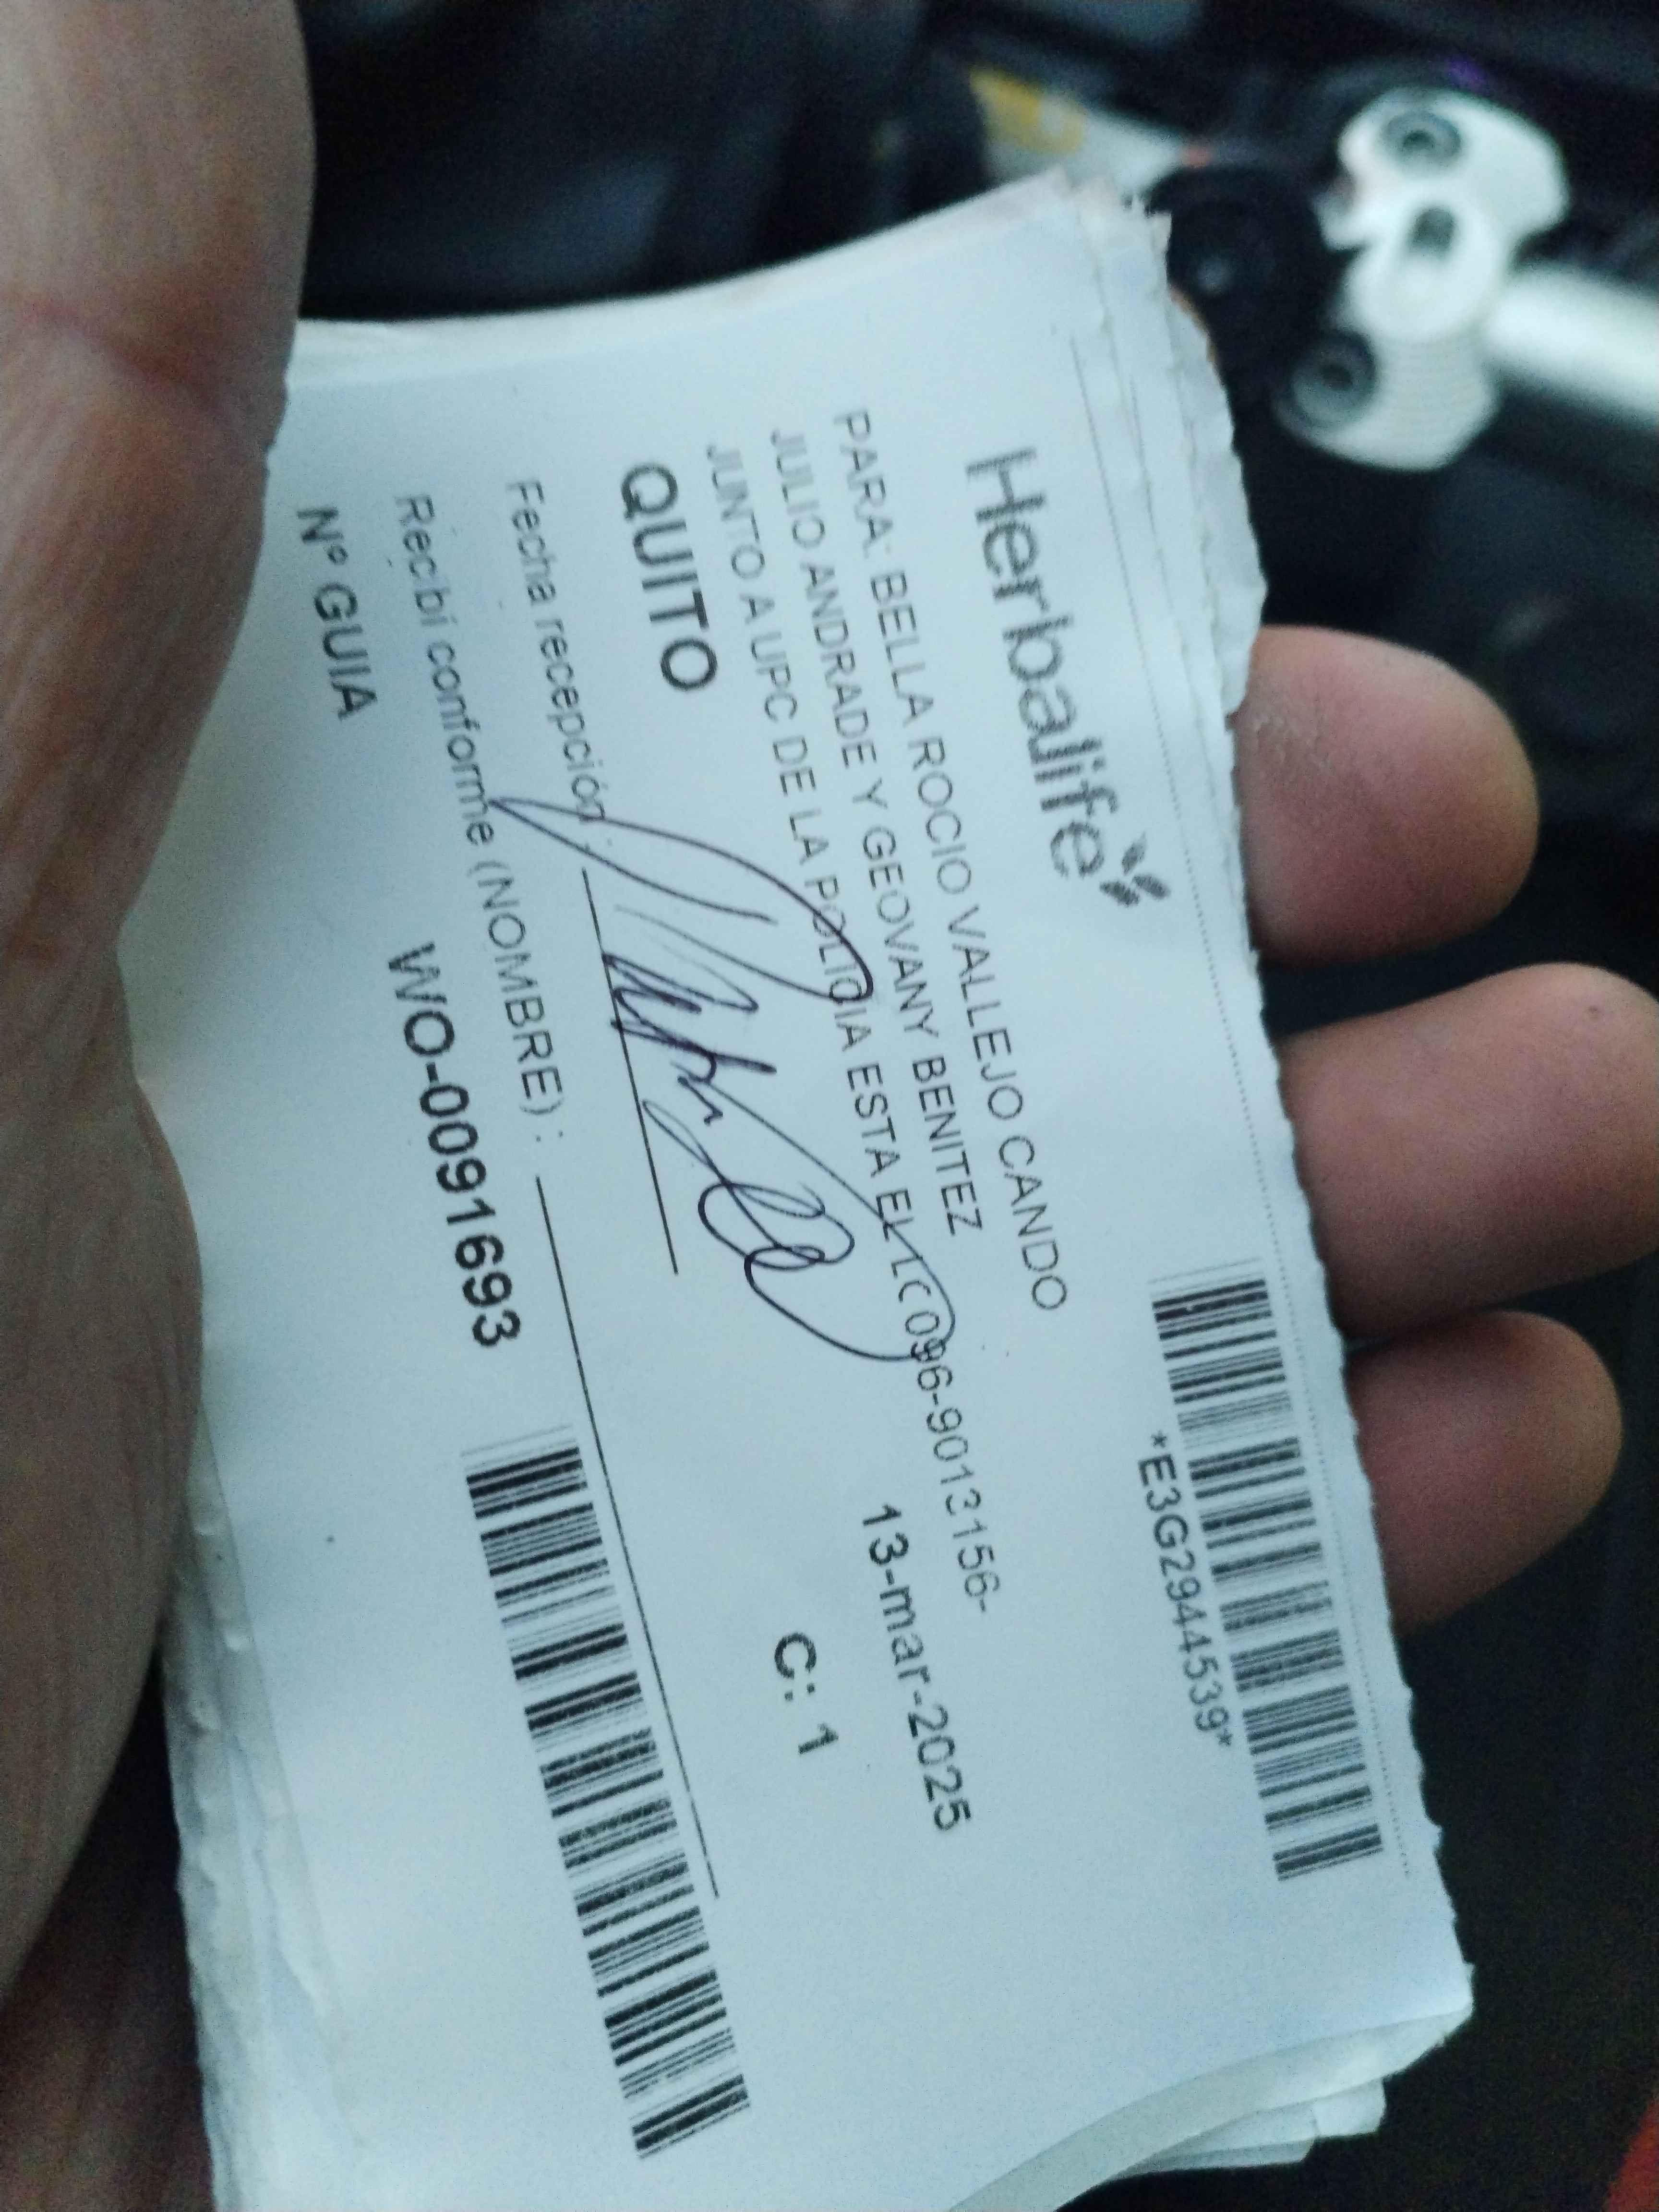 Herbalife
*E3G2944539*
PARA: BELLA ROCIO VALLEJO CANDO
JULIO ANDRADE Y GEOVANY BENITEZ
JUNTO A UPC DE LA POLICIA ESTA EL LC 096-9013156-
QUITO
13-mar-2025
Fecha recepción:
C: 1
Recibi conforme (NOMBRE) :
Nº GUIA
WO-0091693